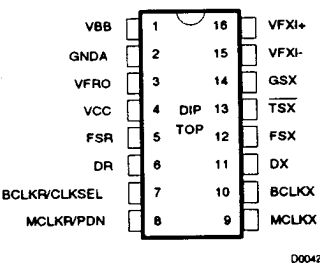 VBB 1 16 VFXI+
GNDA 2 15 VFXI-
VFRO 3 14 GSX
VCC 4 DIP 13 TSX
TOP
FSR 5 12 FSX
DR 6 11 DX
BCLKR/CLKSEL 7 10 BCLKX
MCLKR/PDN 8 9 MCLKX
D0042